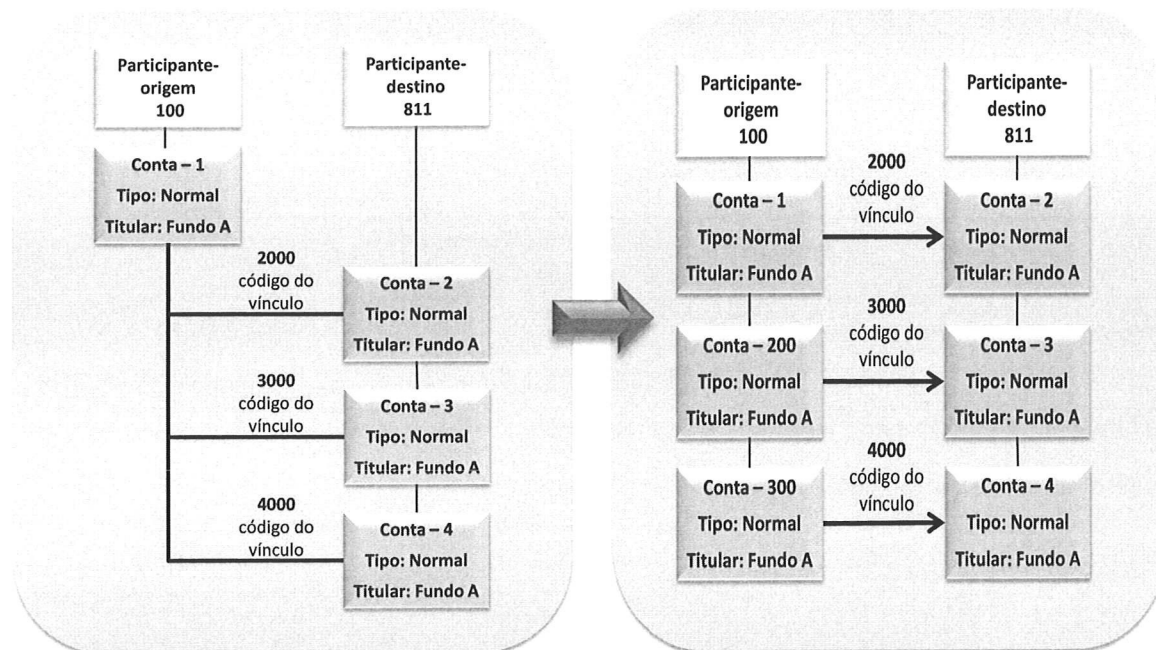 Participante-
origem
100
Participante-
destino
811
Conta – 1
Tipo: Normal
Titular: Fundo A
2000
código do
vínculo
Conta – 2
Tipo: Normal
Titular: Fundo A
3000
código do
vínculo
Conta – 3
Tipo: Normal
Titular: Fundo A
4000
código do
vínculo
Conta – 4
Tipo: Normal
Titular: Fundo A
Participante-
origem
100
Participante-
destino
811
Conta – 1
Tipo: Normal
Titular: Fundo A
2000
código do
vínculo
Conta – 2
Tipo: Normal
Titular: Fundo A
Conta – 200
Tipo: Normal
Titular: Fundo A
3000
código do
vínculo
Conta – 3
Tipo: Normal
Titular: Fundo A
Conta – 300
Tipo: Normal
Titular: Fundo A
4000
código do
vínculo
Conta – 4
Tipo: Normal
Titular: Fundo A